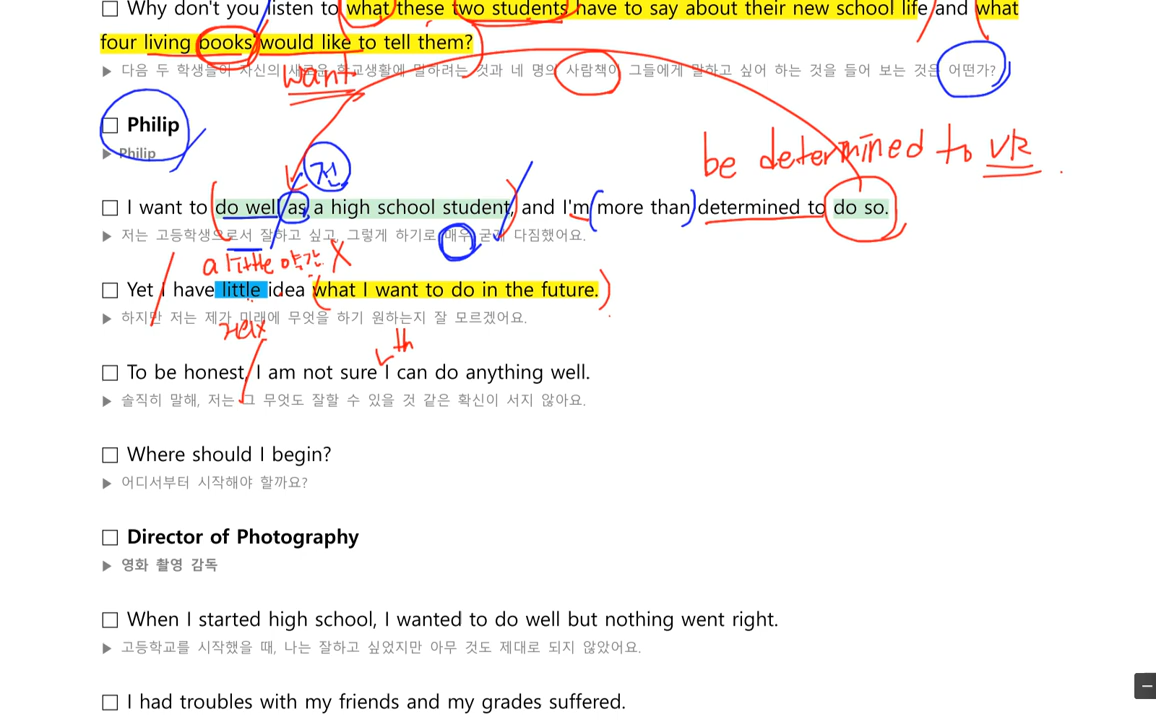 □ Why don't you listen to what these two students have to say about their new school life and what
four living books would like to tell them?
▶ 다음 두 학생들이 자신의 새로운 학교생활에 말하려는 것과 네 명의 사람책이 그들에게 말하고 싶어 하는 것을 들어 보는 것은 어떤가?
want
□ Philip
▶ Philip
be determined to VR
전
□ I want to do well as a high school student, and I'm more than determined to do so.
▶ 저는 고등학생으로서 잘하고 싶고, 그렇게 하기로 매우 굳게 다짐했어요.
a little 약간 X
□ Yet I have little idea what I want to do in the future.
▶ 하지만 저는 제가 미래에 무엇을 하기 원하는지 잘 모르겠어요.
거의X
th
□ To be honest, I am not sure I can do anything well.
▶ 솔직히 말해, 저는 그 무엇도 잘할 수 있을 것 같은 확신이 서지 않아요.
□ Where should I begin?
▶ 어디서부터 시작해야 할까요?
□ Director of Photography
▶ 영화 촬영 감독
□ When I started high school, I wanted to do well but nothing went right.
▶ 고등학교를 시작했을 때, 나는 잘하고 싶었지만 아무 것도 제대로 되지 않았어요.
□ I had troubles with my friends and my grades suffered.